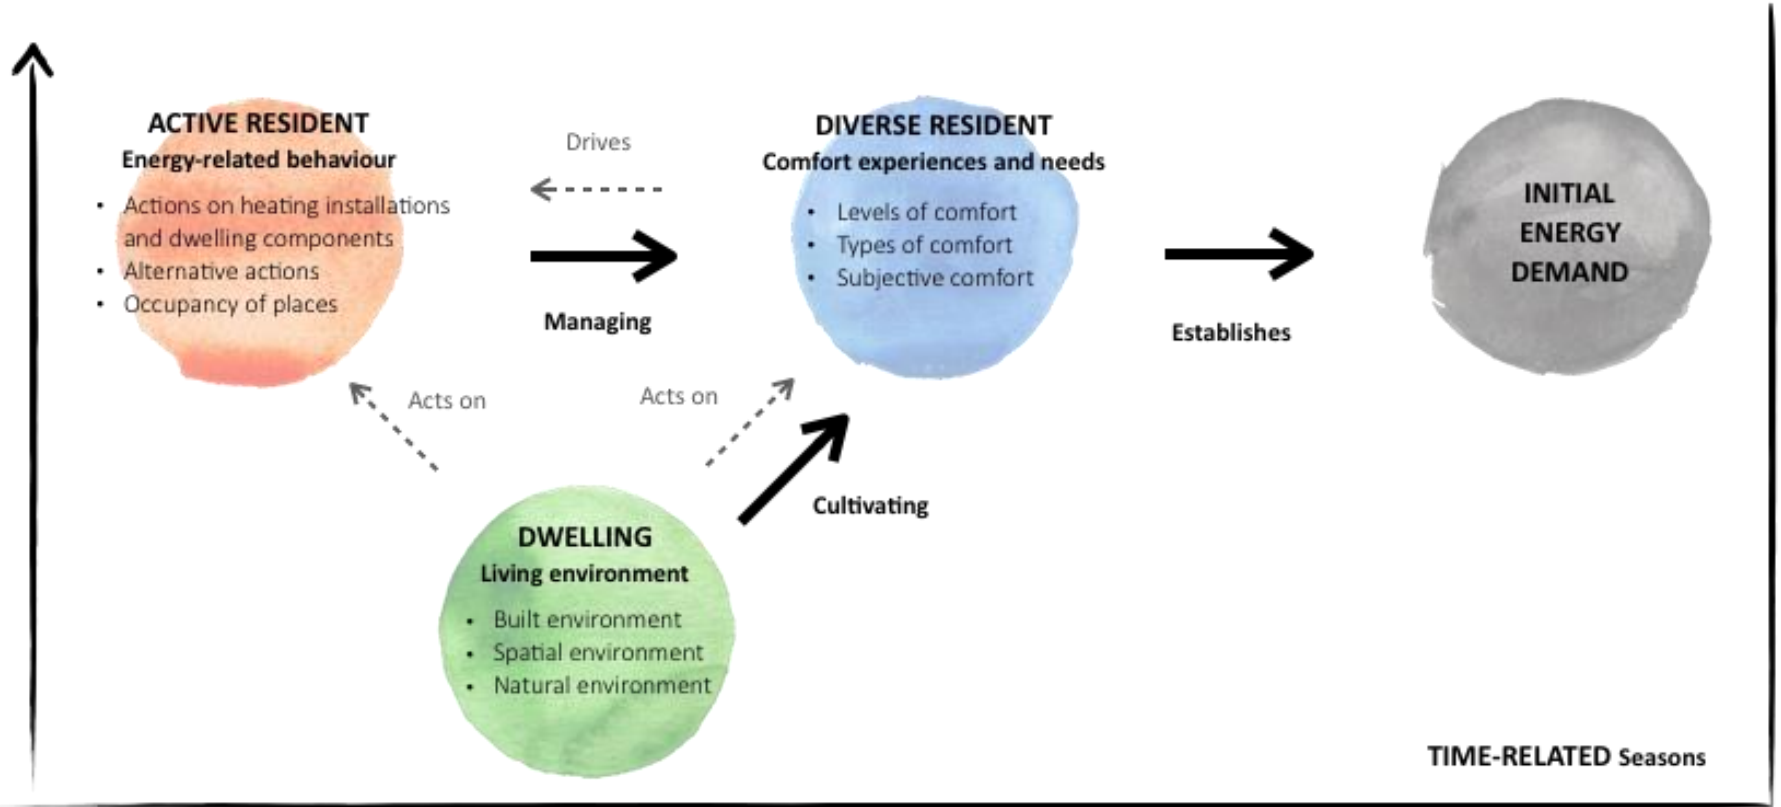 ACTIVE RESIDENT
Energy-related behaviour
• Actions on heating installations
and dwelling components
• Alternative actions
• Occupancy of places
Drives
Managing
DIVERSE RESIDENT
Comfort experiences and needs
• Levels of comfort
• Types of comfort
• Subjective comfort
Establishes
INITIAL
ENERGY
DEMAND
Acts on
Acts on
Cultivating
DWELLING
Living environment
• Built environment
• Spatial environment
• Natural environment
TIME-RELATED Seasons